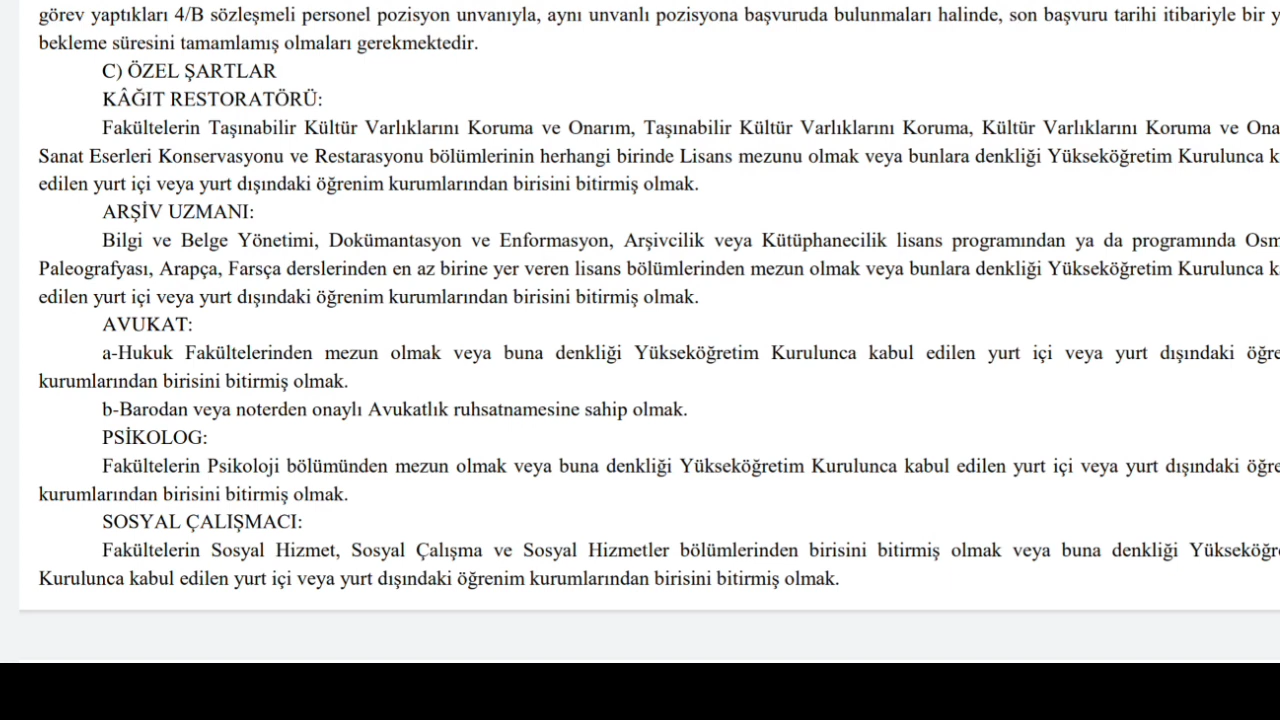 görev yaptıkları 4/B sözleşmeli personel pozisyon unvanıyla, aynı unvanlı pozisyona başvuruda bulunmaları halinde, son başvuru tarihi itibariyle bir
bekleme süresini tamamlamış olmaları gerekmektedir.
C) ÖZEL ŞARTLAR
KÂĞIT RESTORATÖRÜ:
Fakültelerin Taşınabilir Kültür Varlıklarını Koruma ve Onarım, Taşınabilir Kültür Varlıklarını Koruma, Kültür Varlıklarını Koruma ve
Sanat Eserleri Konservasyonu ve Restarasyonu bölümlerinin herhangi birinde Lisans mezunu olmak veya bunlara denkliği Yükseköğretim Kurulunca
edilen yurt içi veya yurt dışındaki öğrenim kurumlarından birisini bitirmiş olmak.
ARŞİV UZMANI:
Bilgi ve Belge Yönetimi, Dokümantasyon ve Enformasyon, Arşivcilik veya Kütüphanecilik lisans programından ya da programında
Paleografyası, Arapça, Farsça derslerinden en az birine yer veren lisans bölümlerinden mezun olmak veya bunlara denkliği Yükseköğretim Kurulunca
edilen yurt içi veya yurt dışındaki öğrenim kurumlarından birisini bitirmiş olmak.
AVUKAT:
a-Hukuk Fakültelerinden mezun olmak veya buna denkliği Yükseköğretim Kurulunca kabul edilen yurt içi veya yurt dışındaki
kurumlarından birisini bitirmiş olmak.
b-Barodan veya noterden onaylı Avukatlık ruhsatnamesine sahip olmak.
PSİKOLOG:
Fakültelerin Psikoloji bölümünden mezun olmak veya buna denkliği Yükseköğretim Kurulunca kabul edilen yurt içi veya yurt dışındaki
kurumlarından birisini bitirmiş olmak.
SOSYAL ÇALIŞMACI:
Fakültelerin Sosyal Hizmet, Sosyal Çalışma ve Sosyal Hizmetler bölümlerinden birisini bitirmiş olmak veya buna denkliği
Kurulunca kabul edilen yurt içi veya yurt dışındaki öğrenim kurumlarından birisini bitirmiş olmak.